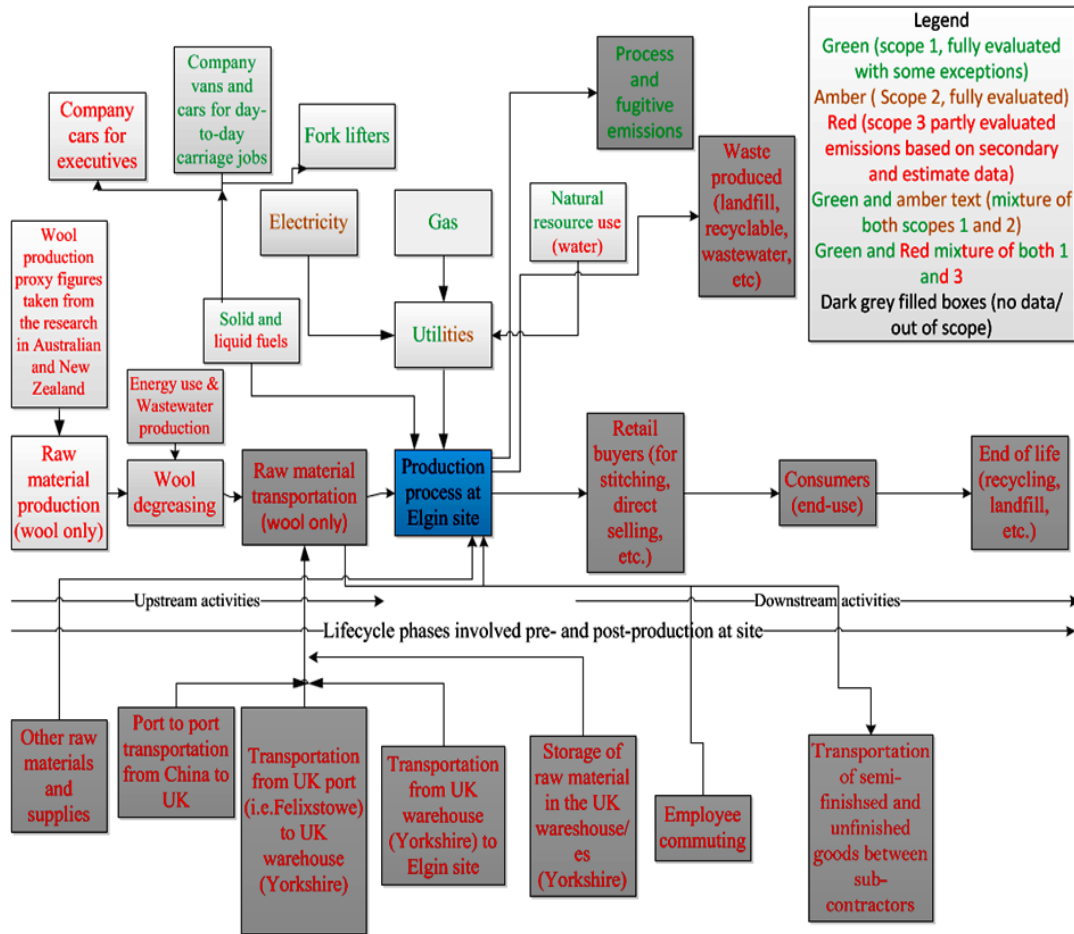 Company
cars for
executives
Company
vans and
cars for day-
to-day
carriage jobs
Fork lifters
Process
and
fugitive
emissions
Legend
Green (scope 1, fully evaluated
with some exceptions)
Amber ( Scope 2, fully evaluated)
Red (scope 3 partly evaluated
emissions based on secondary
and estimate data)
Green and amber text (mixture of
both scopes 1 and 2)
Green and Red mixture of both 1
and 3
Dark grey filled boxes (no data/
out of scope)
Waste
produced
(landfill,
recyclable,
wastewater,
etc)
Electricity
Gas
Natural
resource use
(water)
Wool
production
proxy figures
taken from
the research
in Australian
and New
Zealand
Solid and
liquid fuels
Utilities
Energy use &
Wastewater
production
Raw
material
production
(wool only)
Wool
degreasing
Raw material
transportation
(wool only)
Production
process at
Elgin site
Retail
buyers (for
stitching,
direct
selling,
etc.)
Consumers
(end-use)
End of life
(recycling,
landfill,
etc.)
Upstream activities
Downstream activities
Lifecycle phases involved pre- and post-production at site
Other raw
materials
and
supplies
Port to port
transportation
from China to
UK
Transportation
from UK port
(i.e.Felixstowe)
to UK
warehouse
(Yorkshire)
Transportation
from UK
warehouse
(Yorkshire) to
Elgin site
Storage of
raw material
in the UK
wareshouse/
es
(Yorkshire)
Employee
commuting
Transportation
of semi-
finishsed and
unfinished
goods between
sub-
contractors